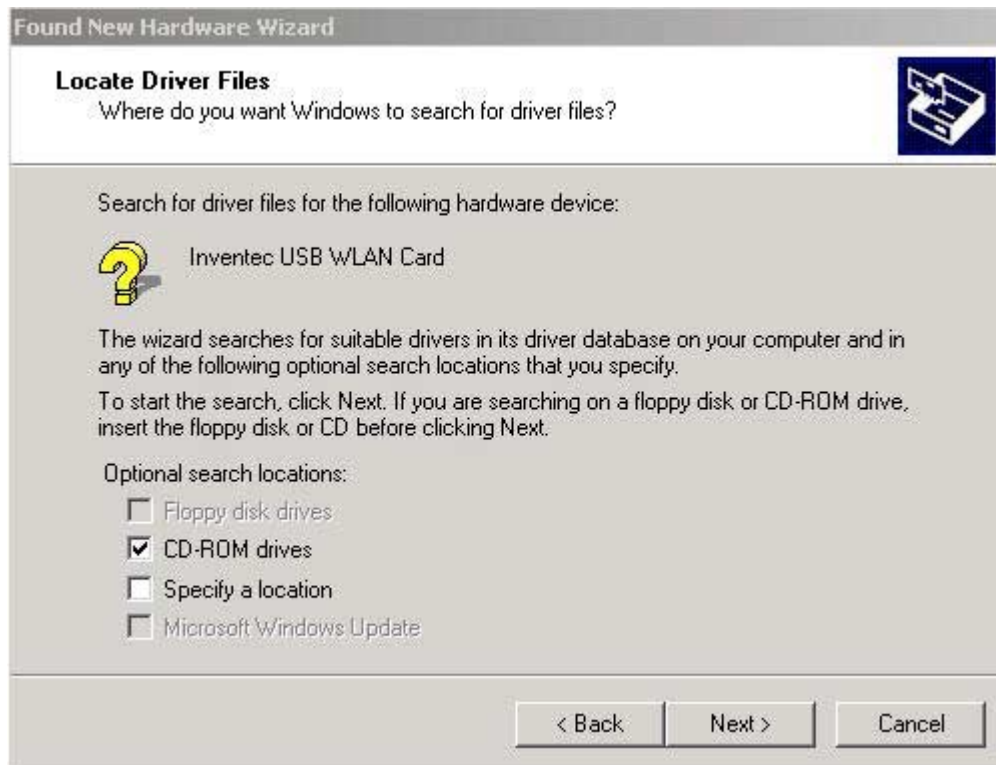 Found New Hardware Wizard
Locate Driver Files
Where do you want Windows to search for driver files?
Search for driver files for the following hardware device:
Inventec USB WLAN Card
The wizard searches for suitable drivers in its driver database on your computer and in
any of the following optional search locations that you specify.
To start the search, click Next. If you are searching on a floppy disk or CD-ROM drive,
insert the floppy disk or CD before clicking Next.
Optional search locations:
Floppy disk drives
CD-ROM drives
Specify a location
Microsoft Windows Update
< Back Next > Cancel